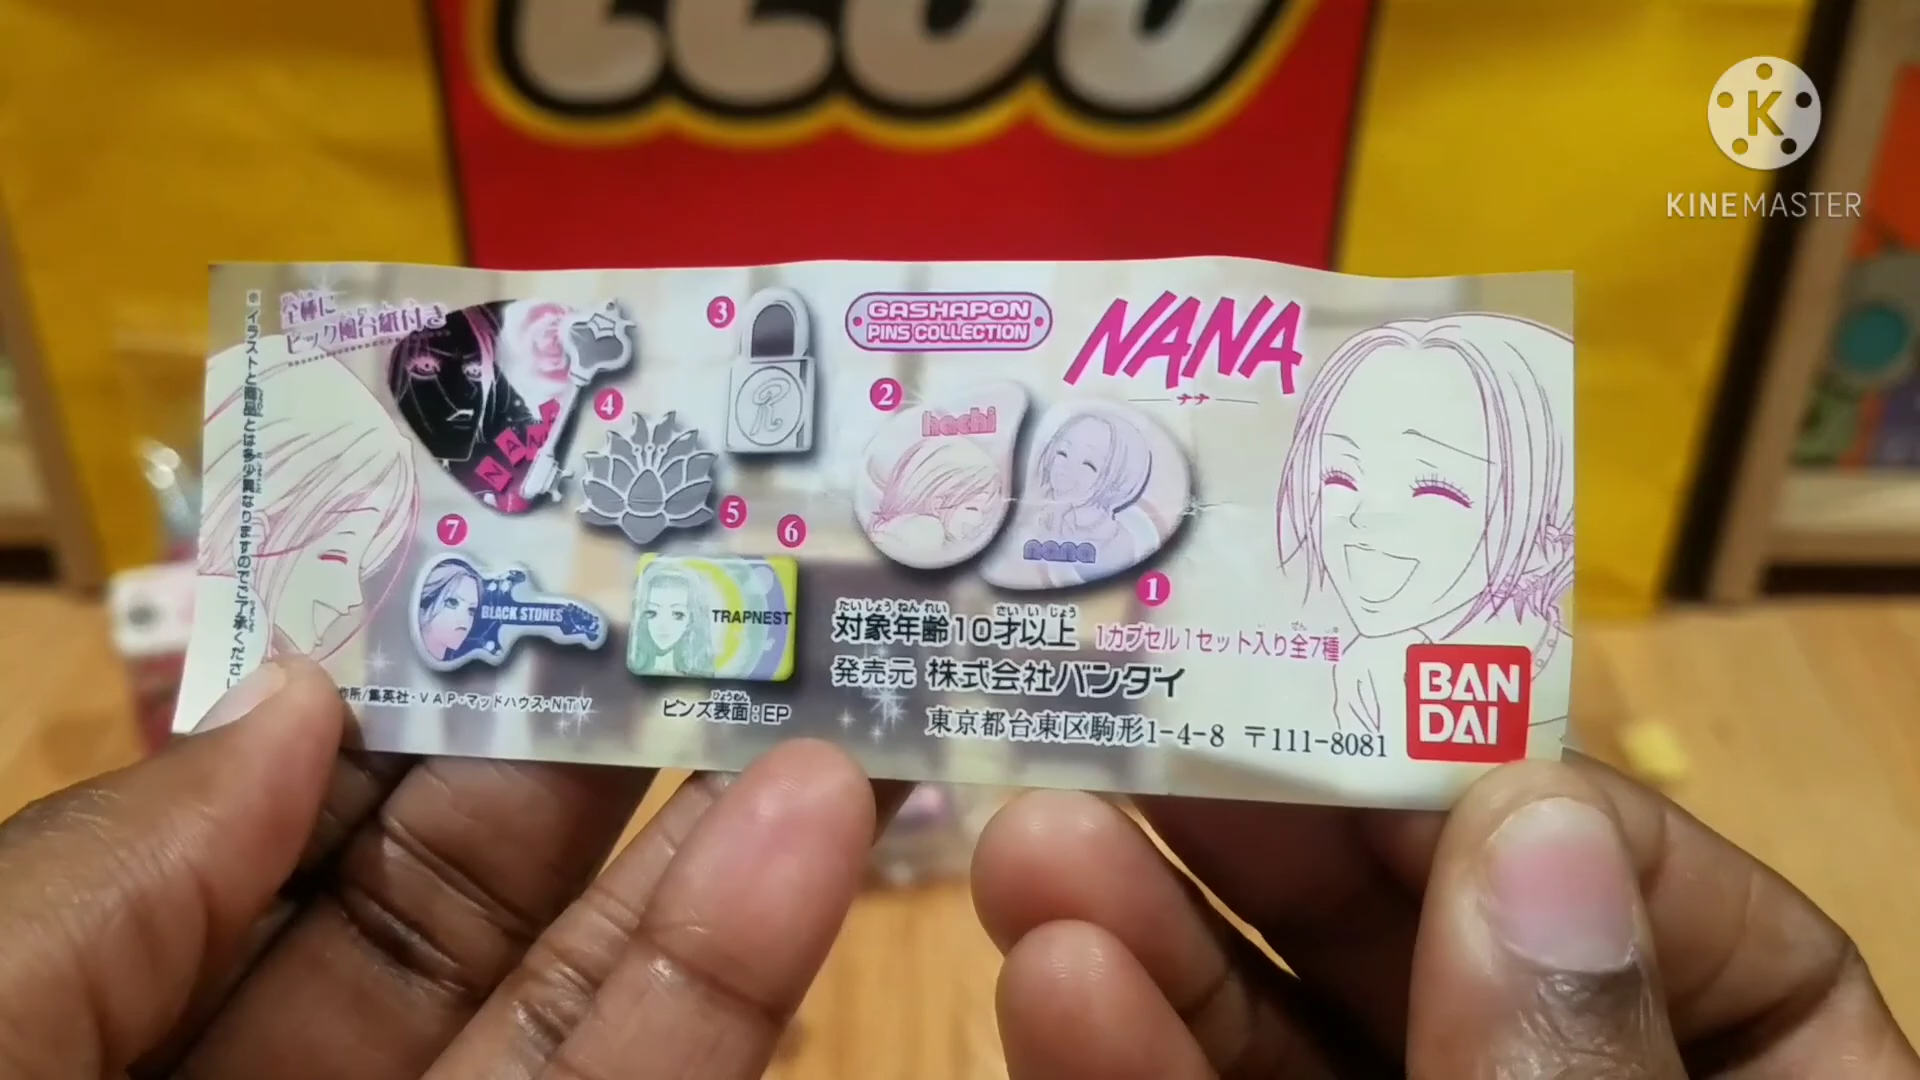 LEGO
K
KINEMASTER
※イラストと商品とは多少異なりますのでご了承ください
全種に
ピック風台紙付き
NANA
4
3
R
GASHAPON
PINS COLLECTION
NANA
ナナ
2
hachi
nana
1
5
6
7
BLACK STONES
TRAPNEST
作所/集英社・VAP・マッドハウス・NTV
ピンズ表面:EP
対象年齢10才以上 1カプセル1セット入り全7種
発売元 株式会社バンダイ
東京都台東区駒形1-4-8 〒111-8081
BAN
DAI